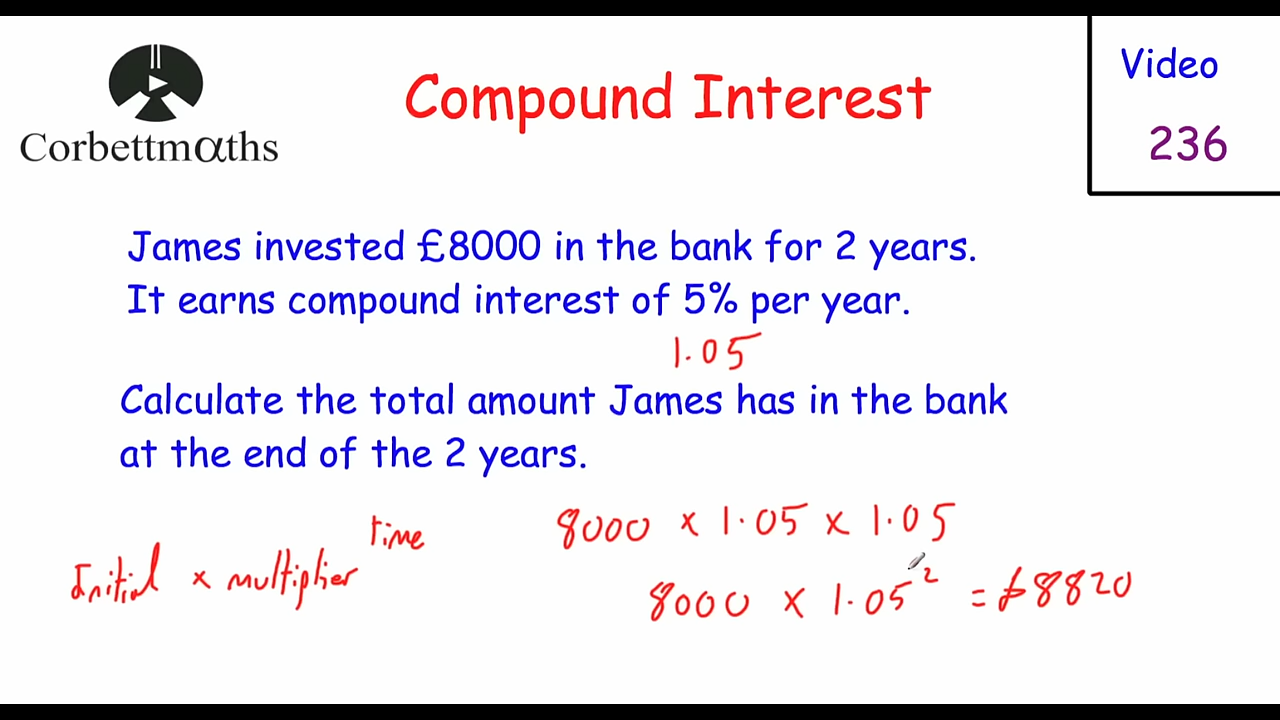 Corbettmαths
Compound Interest
Video
236
James invested £8000 in the bank for 2 years.
It earns compound interest of 5% per year.
1.05
Calculate the total amount James has in the bank
at the end of the 2 years.
Initial × multiplier^time
8000 × 1.05 × 1.05
8000 × 1.05² = £8820